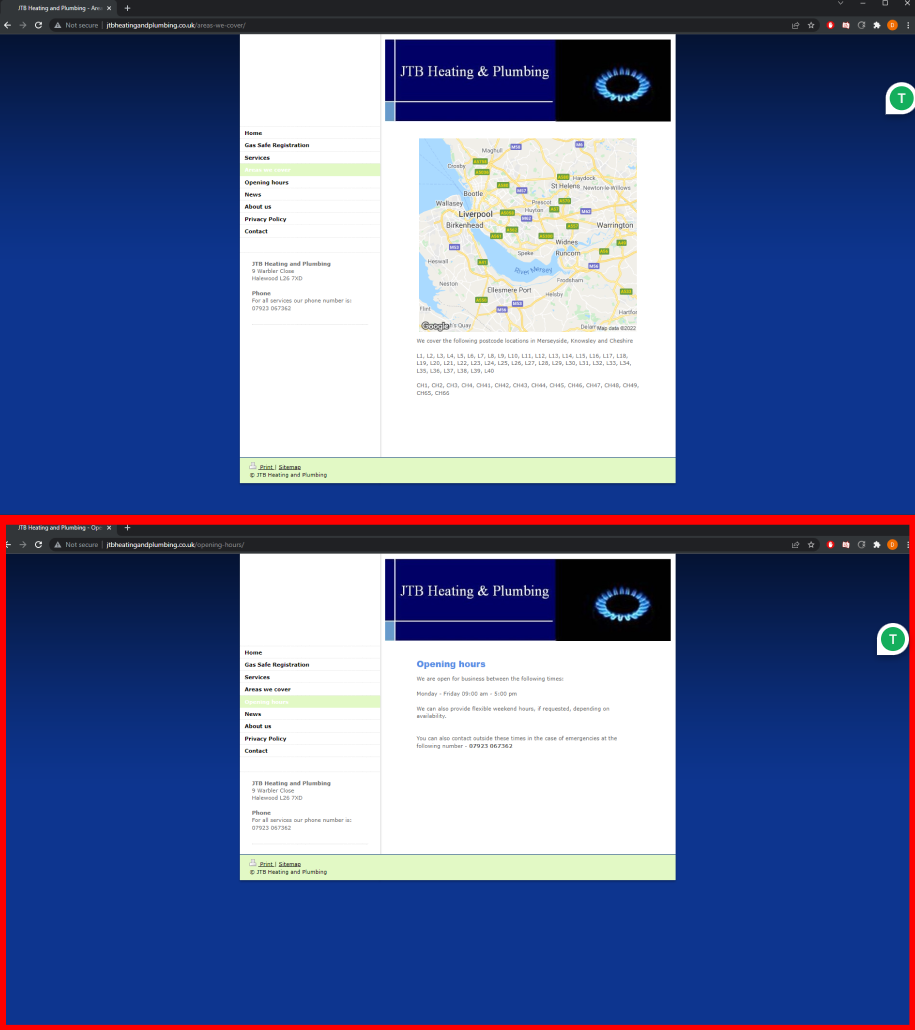 JTB Heating and Plumbing - Area
Not secure | jtbheatingandplumbing.co.uk/areas-we-cover/
T
JTB Heating & Plumbing
Home
Gas Safe Registration
Services
Areas we cover
Opening hours
News
About us
Privacy Policy
Contact
JTB Heating and Plumbing
9 Warbler Close
Halewood L26 7XD
Phone
For all services our phone number is:
07923 067362
Maghull
Crosby
Haydock
St Helens
Newton-le-Willows
Bootle
Wallasey
Prescot
Liverpool
Huyton
Birkenhead
Warrington
Widnes
Speke
Runcorn
Heswall
River Mersey
Neston
Ellesmere Port
Frodsham
Helsby
Flint
Hartfor
Google
's Quay
Delam
Map data ©2022
We cover the following postcode locations in Merseyside, Knowsley and Cheshire
L1, L2, L3, L4, L5, L6, L7, L8, L9, L10, L11, L12, L13, L14, L15, L16, L17, L18,
L19, L20, L21, L22, L23, L24, L25, L26, L27, L28, L29, L30, L31, L32, L33, L34,
L35, L36, L37, L38, L39, L40
CH1, CH2, CH3, CH4, CH41, CH42, CH43, CH44, CH45, CH46, CH47, CH48, CH49,
CH65, CH66
Print | Sitemap
© JTB Heating and Plumbing
JTB Heating and Plumbing - Ope
Not secure | jtbheatingandplumbing.co.uk/opening-hours/
T
JTB Heating & Plumbing
Home
Gas Safe Registration
Services
Areas we cover
Opening hours
News
About us
Privacy Policy
Contact
JTB Heating and Plumbing
9 Warbler Close
Halewood L26 7XD
Phone
For all services our phone number is:
07923 067362
Opening hours
We are open for business between the following times:
Monday - Friday 09:00 am - 5:00 pm
We can also provide flexible weekend hours, if requested, depending on
availability.
You can also contact outside these times in the case of emergencies at the
following number - 07923 067362
Print | Sitemap
© JTB Heating and Plumbing